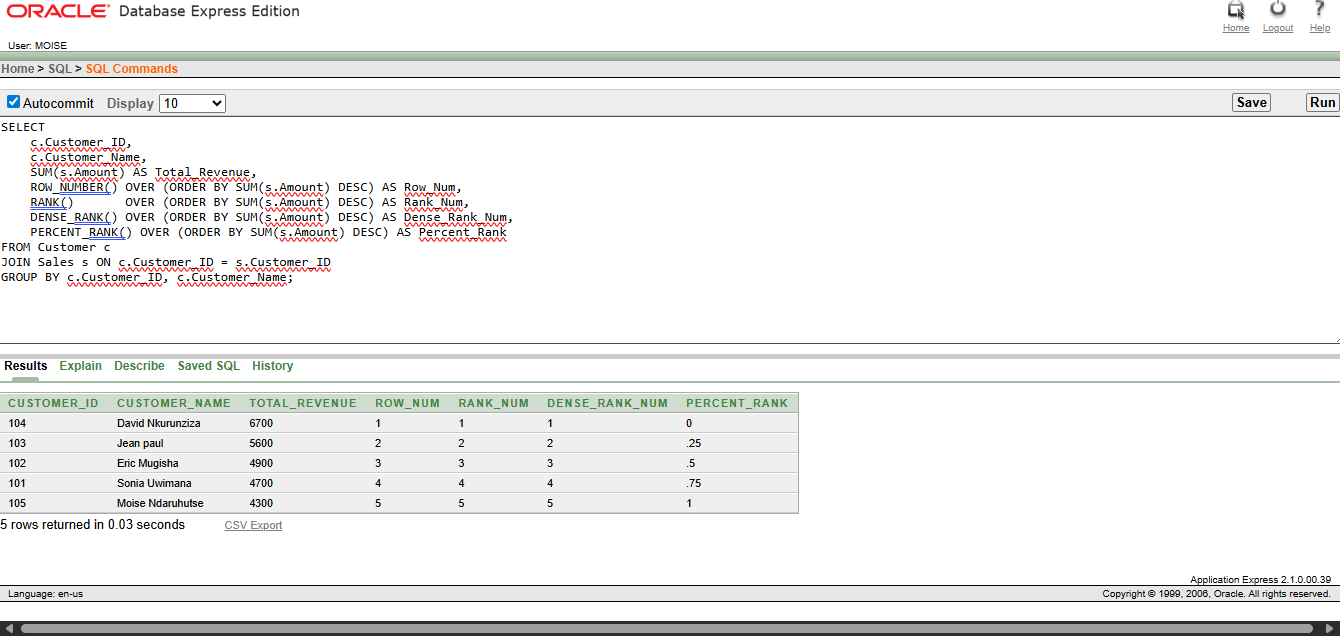 ORACLE Database Express Edition
Home Logout Help
User: MOISE
Home > SQL > SQL Commands
Autocommit Display 10 Save Run
SELECT
c.Customer_ID,
c.Customer_Name,
SUM(s.Amount) AS Total_Revenue,
ROW_NUMBER() OVER (ORDER BY SUM(s.Amount) DESC) AS Row_Num,
RANK() OVER (ORDER BY SUM(s.Amount) DESC) AS Rank_Num,
DENSE_RANK() OVER (ORDER BY SUM(s.Amount) DESC) AS Dense_Rank_Num,
PERCENT_RANK() OVER (ORDER BY SUM(s.Amount) DESC) AS Percent_Rank
FROM Customer c
JOIN Sales s ON c.Customer_ID = s.Customer_ID
GROUP BY c.Customer_ID, c.Customer_Name;
Results Explain Describe Saved SQL History
CUSTOMER_ID CUSTOMER_NAME TOTAL_REVENUE ROW_NUM RANK_NUM DENSE_RANK_NUM PERCENT_RANK
104 David Nkurunziza 6700 1 1 1 0
103 Jean paul 5600 2 2 2 .25
102 Eric Mugisha 4900 3 3 3 .5
101 Sonia Uwimana 4700 4 4 4 .75
105 Moise Ndaruhutse 4300 5 5 5 1
5 rows returned in 0.03 seconds CSV Export
Application Express 2.1.0.00.39
Language: en-us Copyright © 1999, 2006, Oracle. All rights reserved.